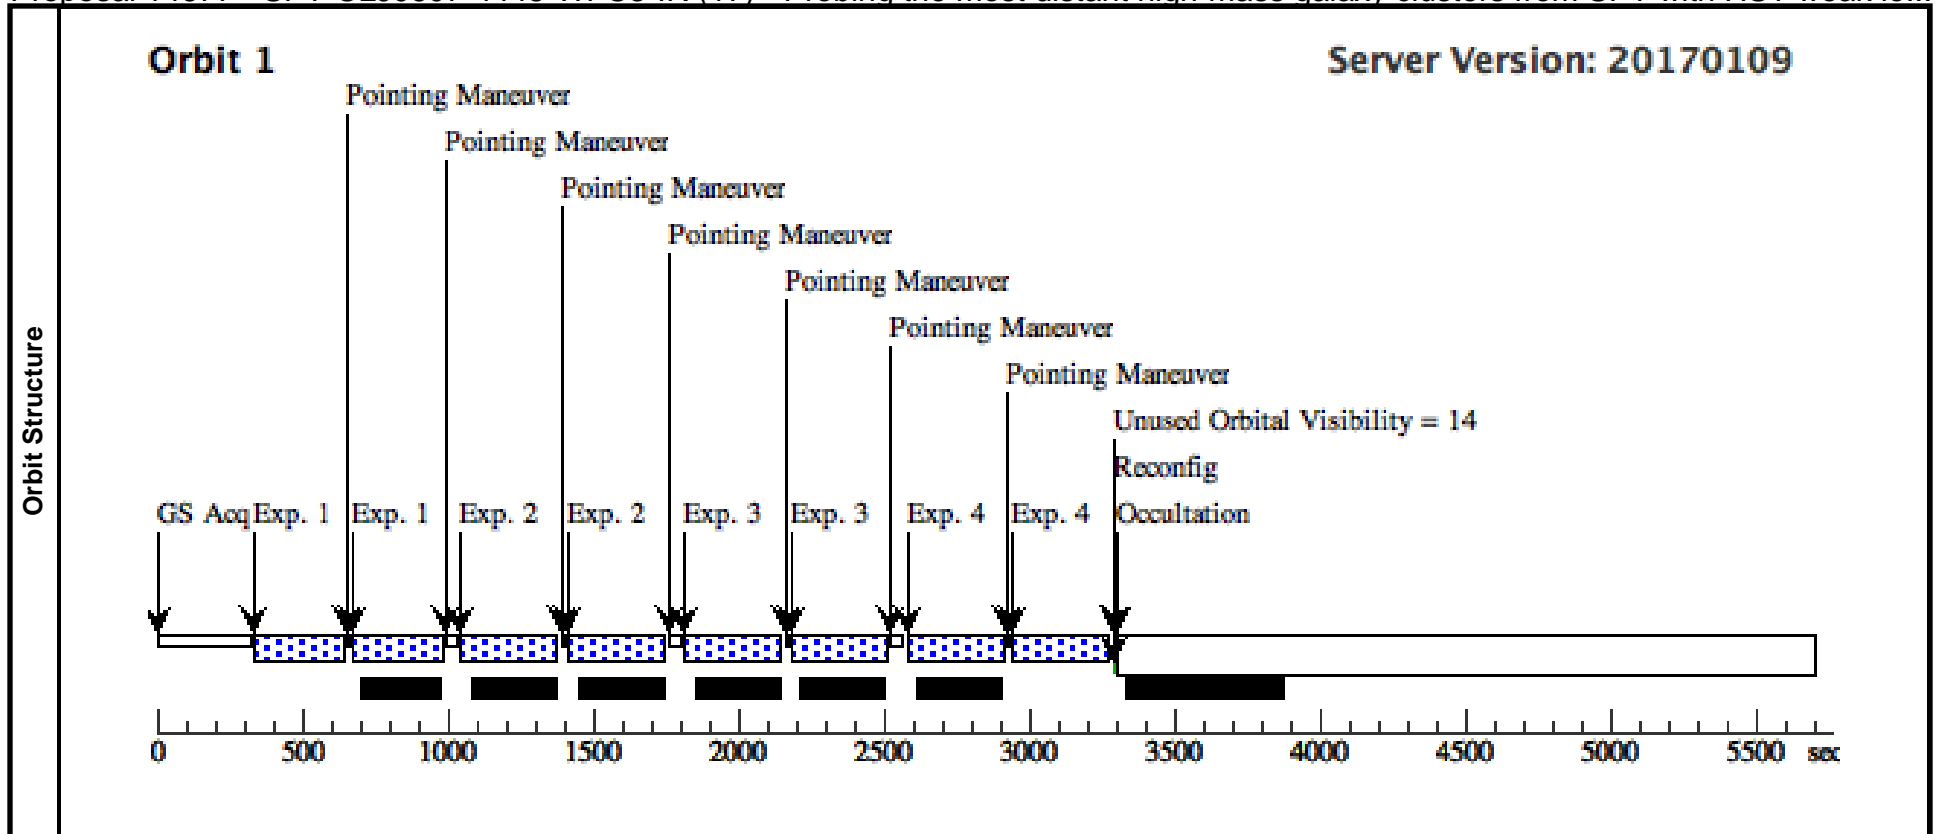 Orbit 1 Server Version: 20170109
Pointing Maneuver
Pointing Maneuver
Pointing Maneuver
Pointing Maneuver
Pointing Maneuver
Pointing Maneuver
Pointing Maneuver
Unused Orbital Visibility = 14
Reconfig
GS Acq Exp. 1 Exp. 1 Exp. 2 Exp. 2 Exp. 3 Exp. 3 Exp. 4 Exp. 4 Occultation
Orbit Structure
0 500 1000 1500 2000 2500 3000 3500 4000 4500 5000 5500 sec